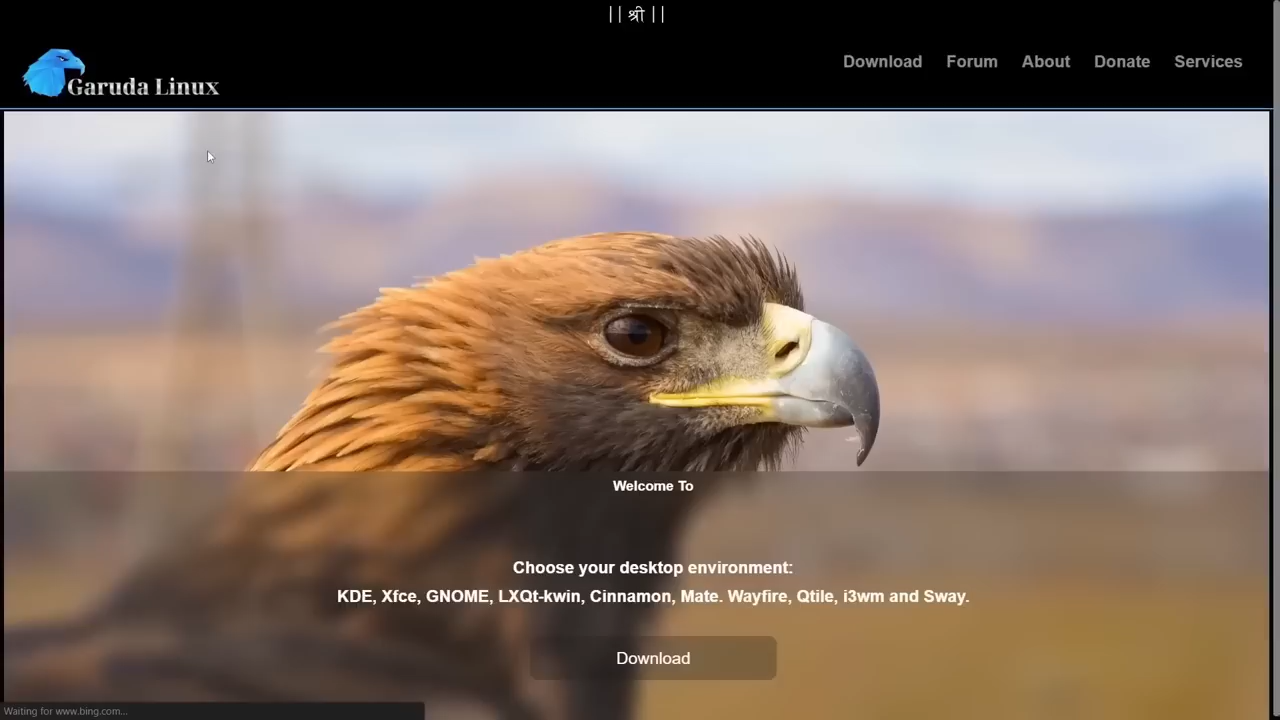 || श्री ||
Garuda Linux
Download Forum About Donate Services
Welcome To
Choose your desktop environment:
KDE, Xfce, GNOME, LXQt-kwin, Cinnamon, Mate. Wayfire, Qtile, i3wm and Sway.
Download
Waiting for www.bing.com...